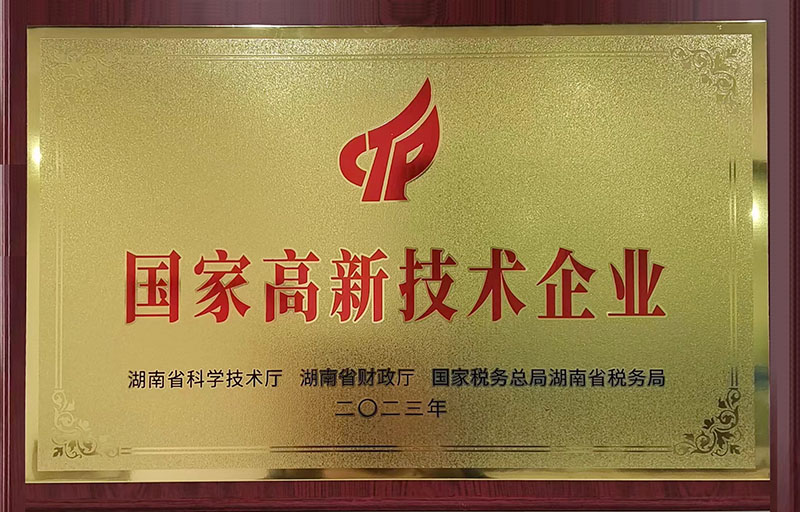 CTP
国家高新技术企业
湖南省科学技术厅 湖南省财政厅 国家税务总局湖南省税务局
二〇二三年